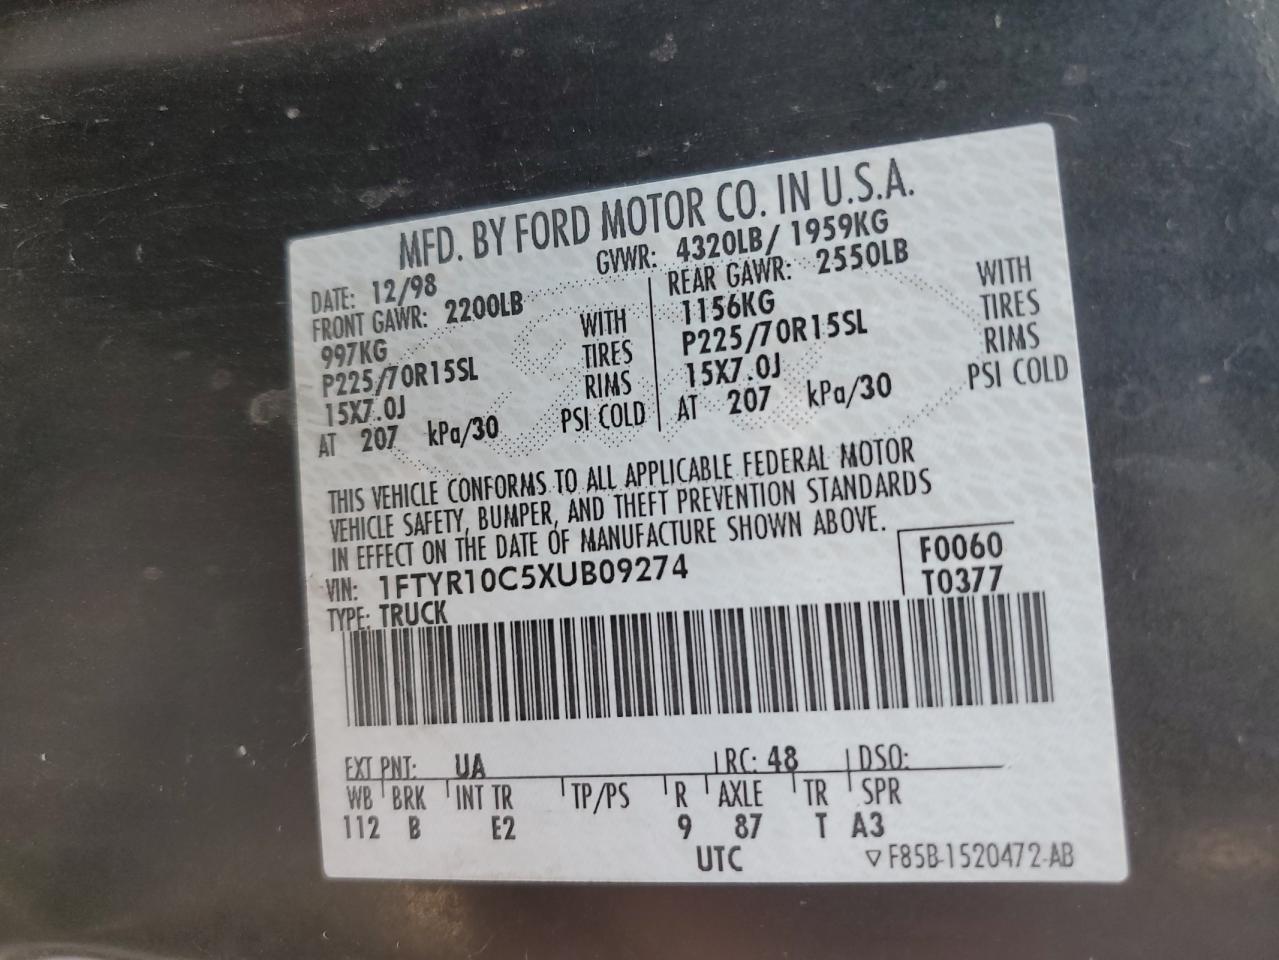 MFD. BY FORD MOTOR CO. IN U.S.A.
DATE: 12/98 GVWR: 4320LB/ 1959KG
FRONT GAWR: 2200LB REAR GAWR: 2550LB
997KG WITH 1156KG WITH
P225/70R15SL TIRES P225/70R15SL TIRES
15X7.0J RIMS 15X7.0J RIMS
AT 207 kPa/30 PSI COLD AT 207 kPa/30 PSI COLD
THIS VEHICLE CONFORMS TO ALL APPLICABLE FEDERAL MOTOR
VEHICLE SAFETY, BUMPER, AND THEFT PREVENTION STANDARDS
IN EFFECT ON THE DATE OF MANUFACTURE SHOWN ABOVE.
VIN: 1FTYR10C5XUB09274 F0060
TYPE: TRUCK T0377
EXT PNT: UA RC: 48 DSO:
WB BRK INT TR TP/PS R AXLE TR SPR
112 B E2 9 87 T A3
UTC ▽ F85B-1520472-AB